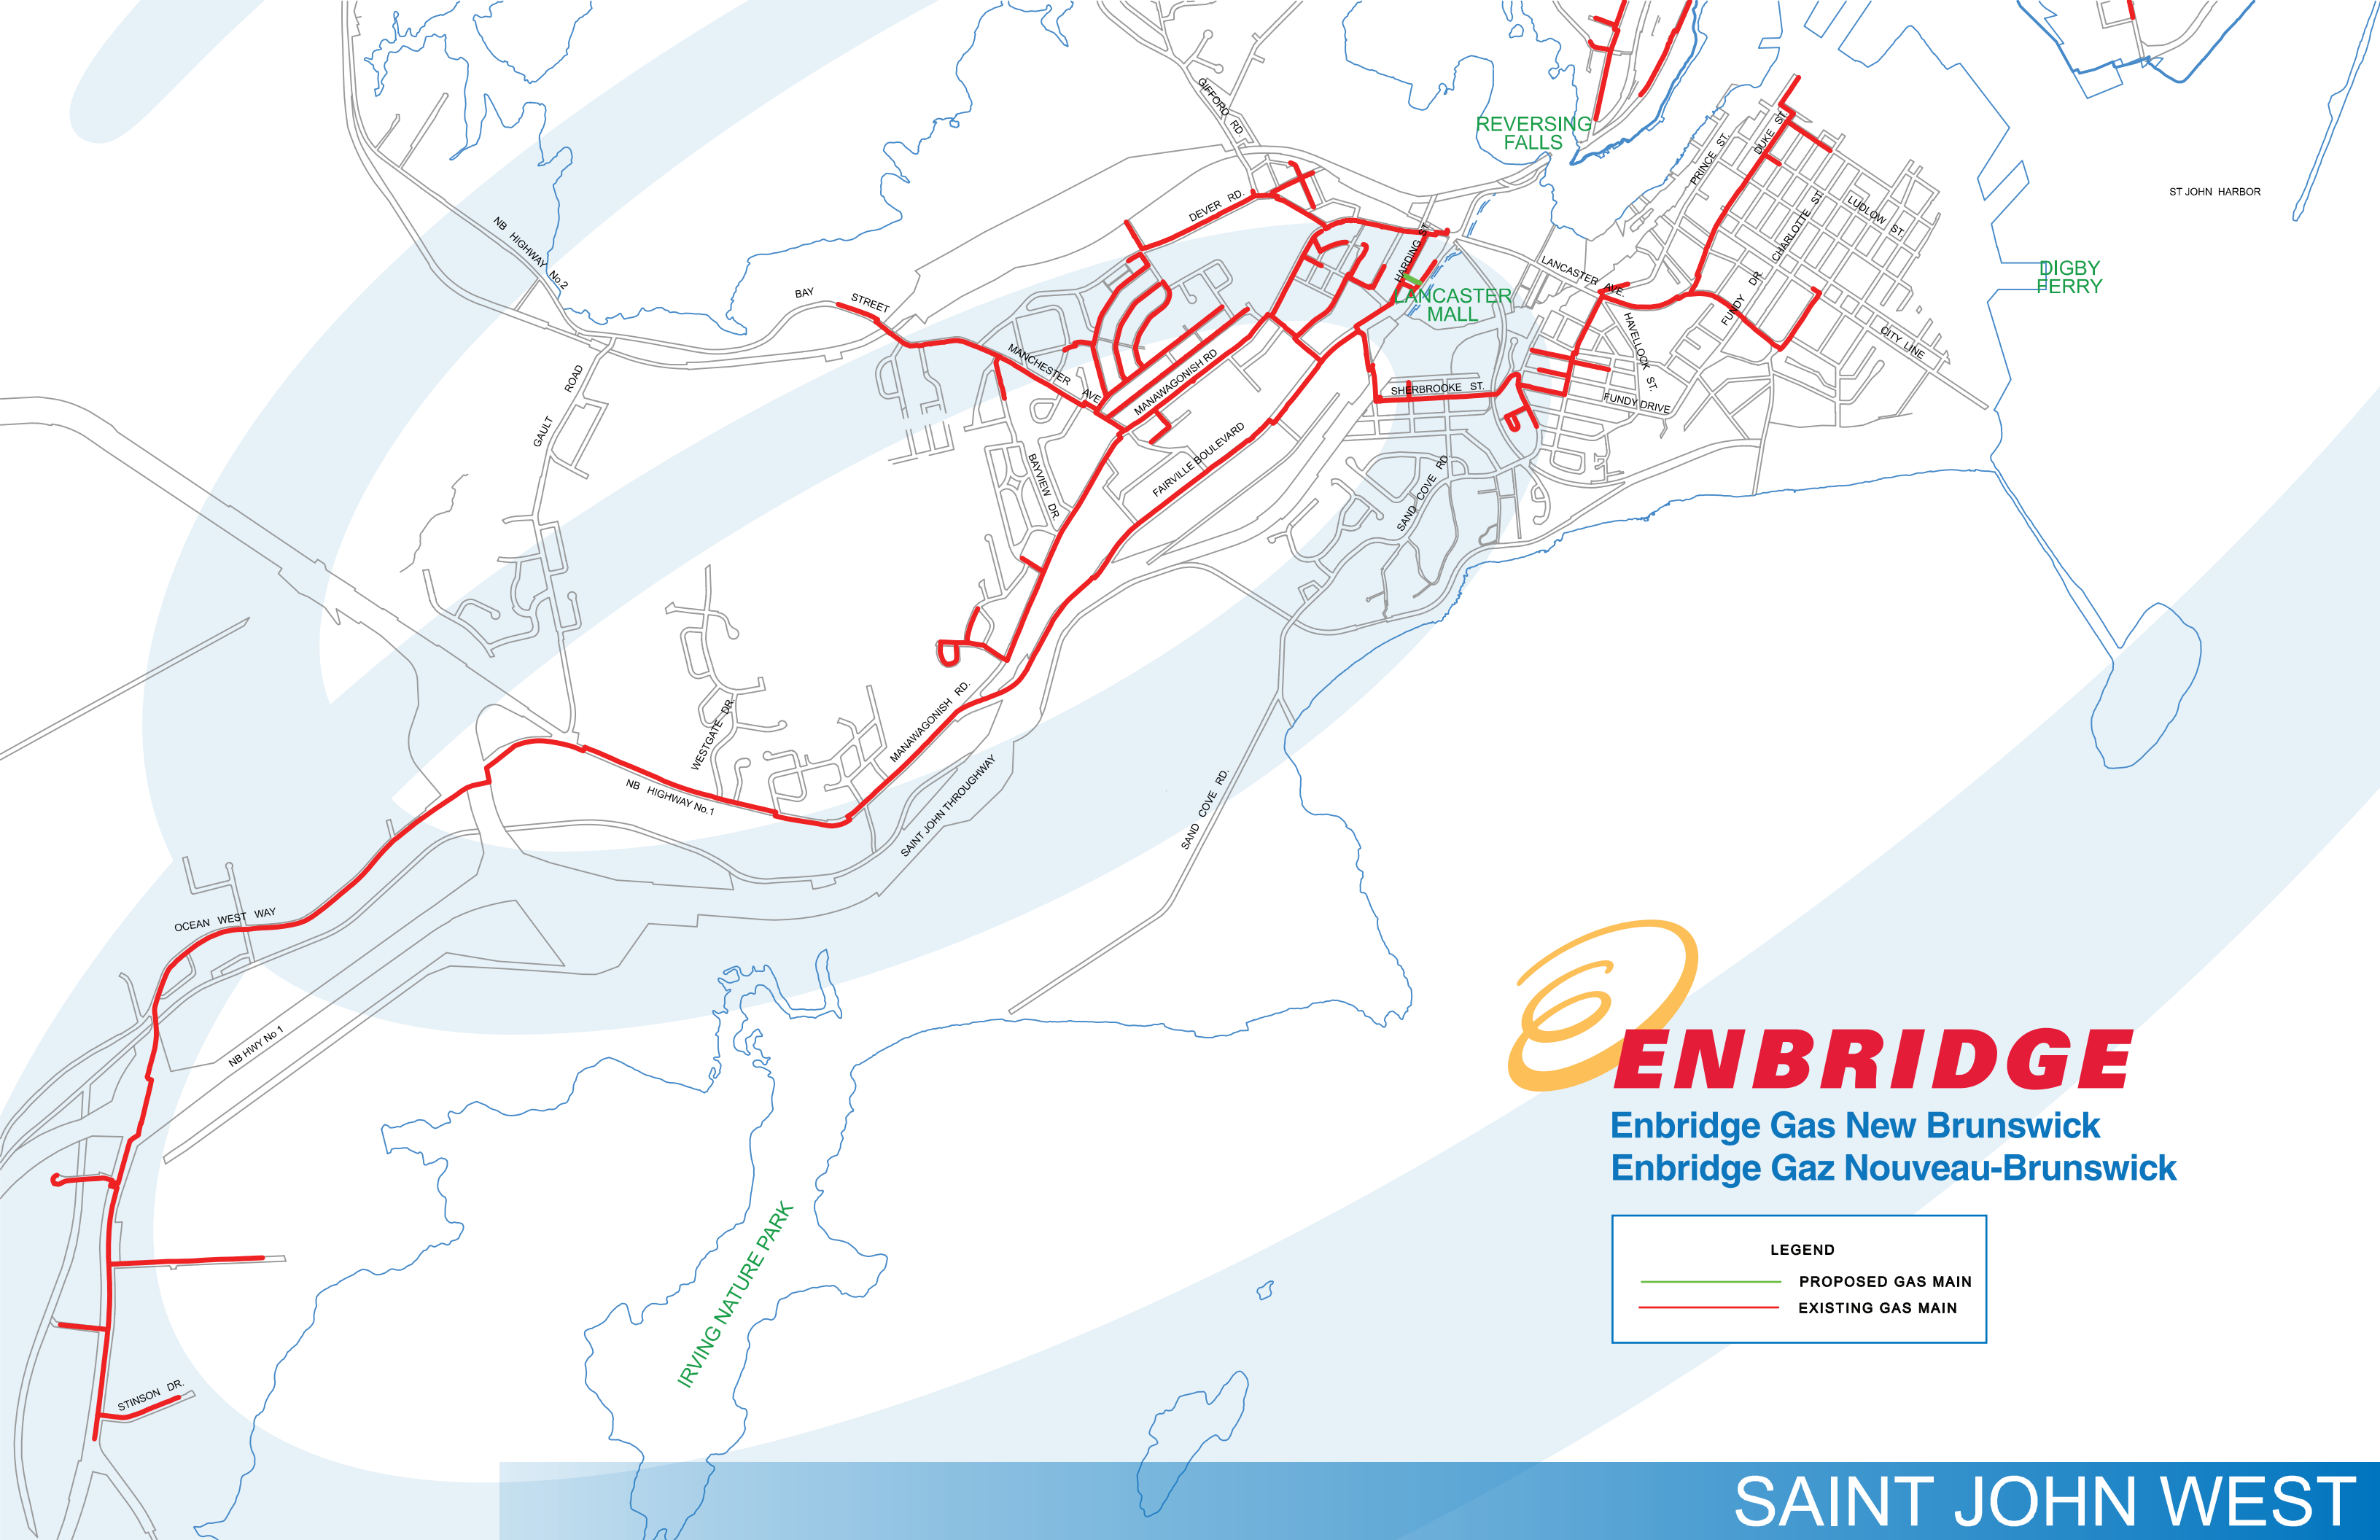 GIFFORD RD
REVERSING
FALLS
PRINCE ST.
DUKE ST.
ST JOHN HARBOR
DEVER RD.
NB HIGHWAY No.2
HARDING ST.
CHARLOTTE ST.
LUDLOW ST.
LANCASTER AVE
DIGBY
FERRY
BAY STREET
LANCASTER
MALL
FUNDY DR.
HAVELLOCK ST.
CITY LINE
MANCHESTER AVE
MANAWAGONISH RD
GAULT ROAD
SHERBROOKE ST.
FUNDY DRIVE
FAIRVILLE BOULEVARD
BAYVIEW DR.
SAND COVE RD.
WESTGATE DR.
MANAWAGONISH RD.
NB HIGHWAY No.1
SAINT JOHN THROUGHWAY
SAND COVE RD.
OCEAN WEST WAY
NB HWY No 1
ENBRIDGE
Enbridge Gas New Brunswick
Enbridge Gaz Nouveau-Brunswick
IRVING NATURE PARK
LEGEND
PROPOSED GAS MAIN
EXISTING GAS MAIN
STINSON DR.
SAINT JOHN WEST